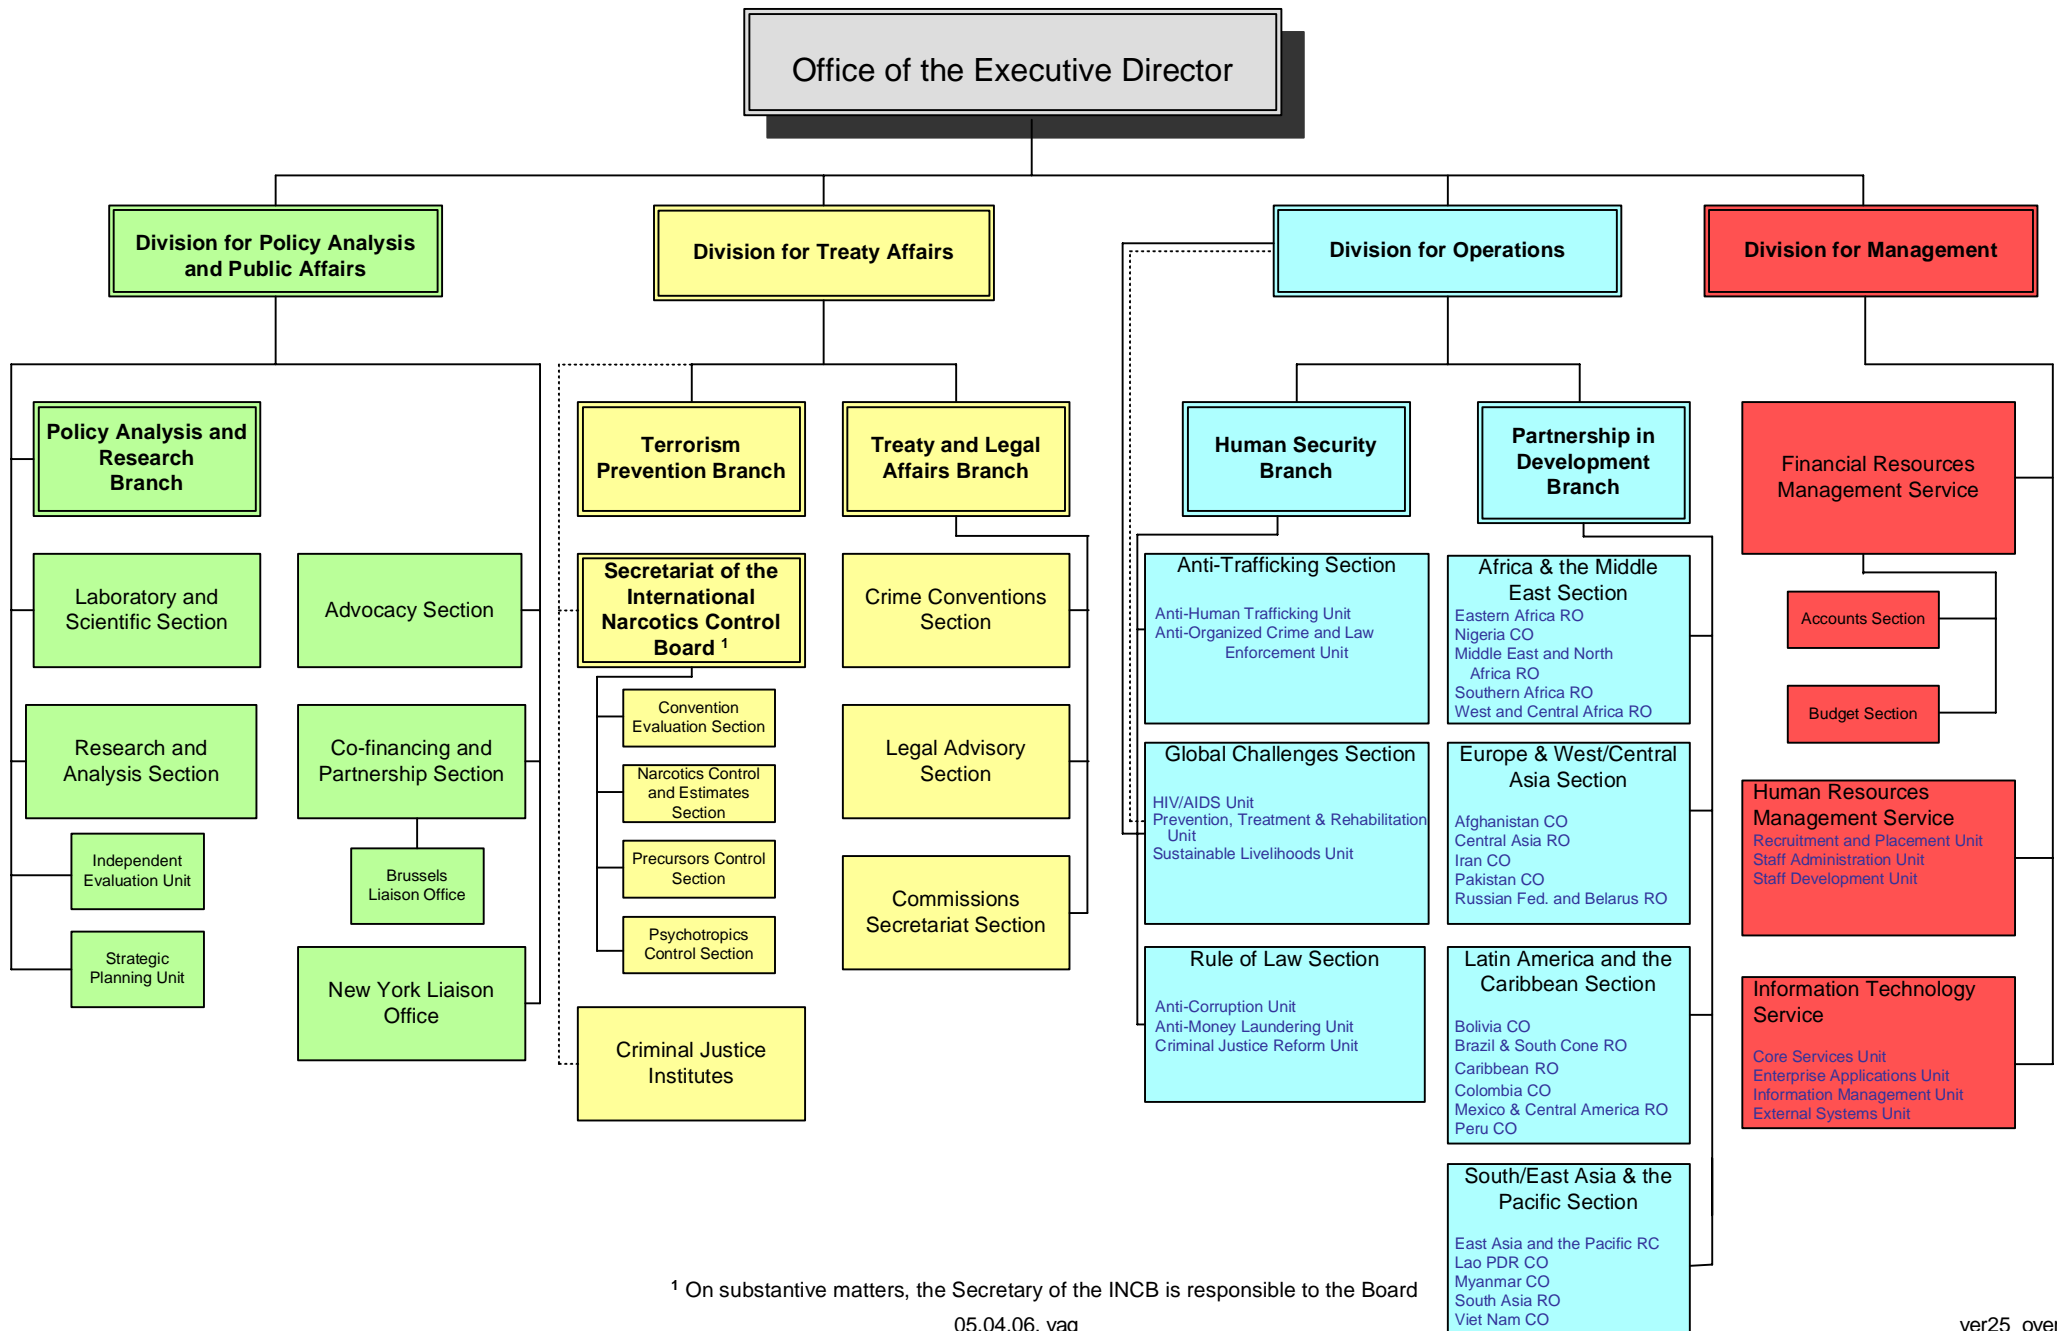 Office of the Executive Director
Division for Policy Analysis
and Public Affairs
Division for Treaty Affairs
Division for Operations
Division for Management
Policy Analysis and
Research
Branch
Laboratory and
Scientific Section
Research and
Analysis Section
Independent
Evaluation Unit
Strategic
Planning Unit
Advocacy Section
Co-financing and
Partnership Section
Brussels
Liaison Office
New York Liaison
Office
Terrorism
Prevention Branch
Secretariat of the
International
Narcotics Control
Board ¹
Convention
Evaluation Section
Narcotics Control
and Estimates
Section
Precursors Control
Section
Psychotropics
Control Section
Criminal Justice
Institutes
Treaty and Legal
Affairs Branch
Crime Conventions
Section
Legal Advisory
Section
Commissions
Secretariat Section
Human Security
Branch
Anti-Trafficking Section
Anti-Human Trafficking Unit
Anti-Organized Crime and Law
Enforcement Unit
Global Challenges Section
HIV/AIDS Unit
Prevention, Treatment & Rehabilitation
Unit
Sustainable Livelihoods Unit
Rule of Law Section
Anti-Corruption Unit
Anti-Money Laundering Unit
Criminal Justice Reform Unit
Partnership in
Development
Branch
Africa & the Middle
East Section
Eastern Africa RO
Nigeria CO
Middle East and North
Africa RO
Southern Africa RO
West and Central Africa RO
Europe & West/Central
Asia Section
Afghanistan CO
Central Asia RO
Iran CO
Pakistan CO
Russian Fed. and Belarus RO
Latin America and the
Caribbean Section
Bolivia CO
Brazil & South Cone RO
Caribbean RO
Colombia CO
Mexico & Central America RO
Peru CO
South/East Asia & the
Pacific Section
East Asia and the Pacific RC
Lao PDR CO
Myanmar CO
South Asia RO
Viet Nam CO
Financial Resources
Management Service
Accounts Section
Budget Section
Human Resources
Management Service
Recruitment and Placement Unit
Staff Administration Unit
Staff Development Unit
Information Technology
Service
Core Services Unit
Enterprise Applications Unit
Information Management Unit
External Systems Unit
¹ On substantive matters, the Secretary of the INCB is responsible to the Board
05.04.06, yag